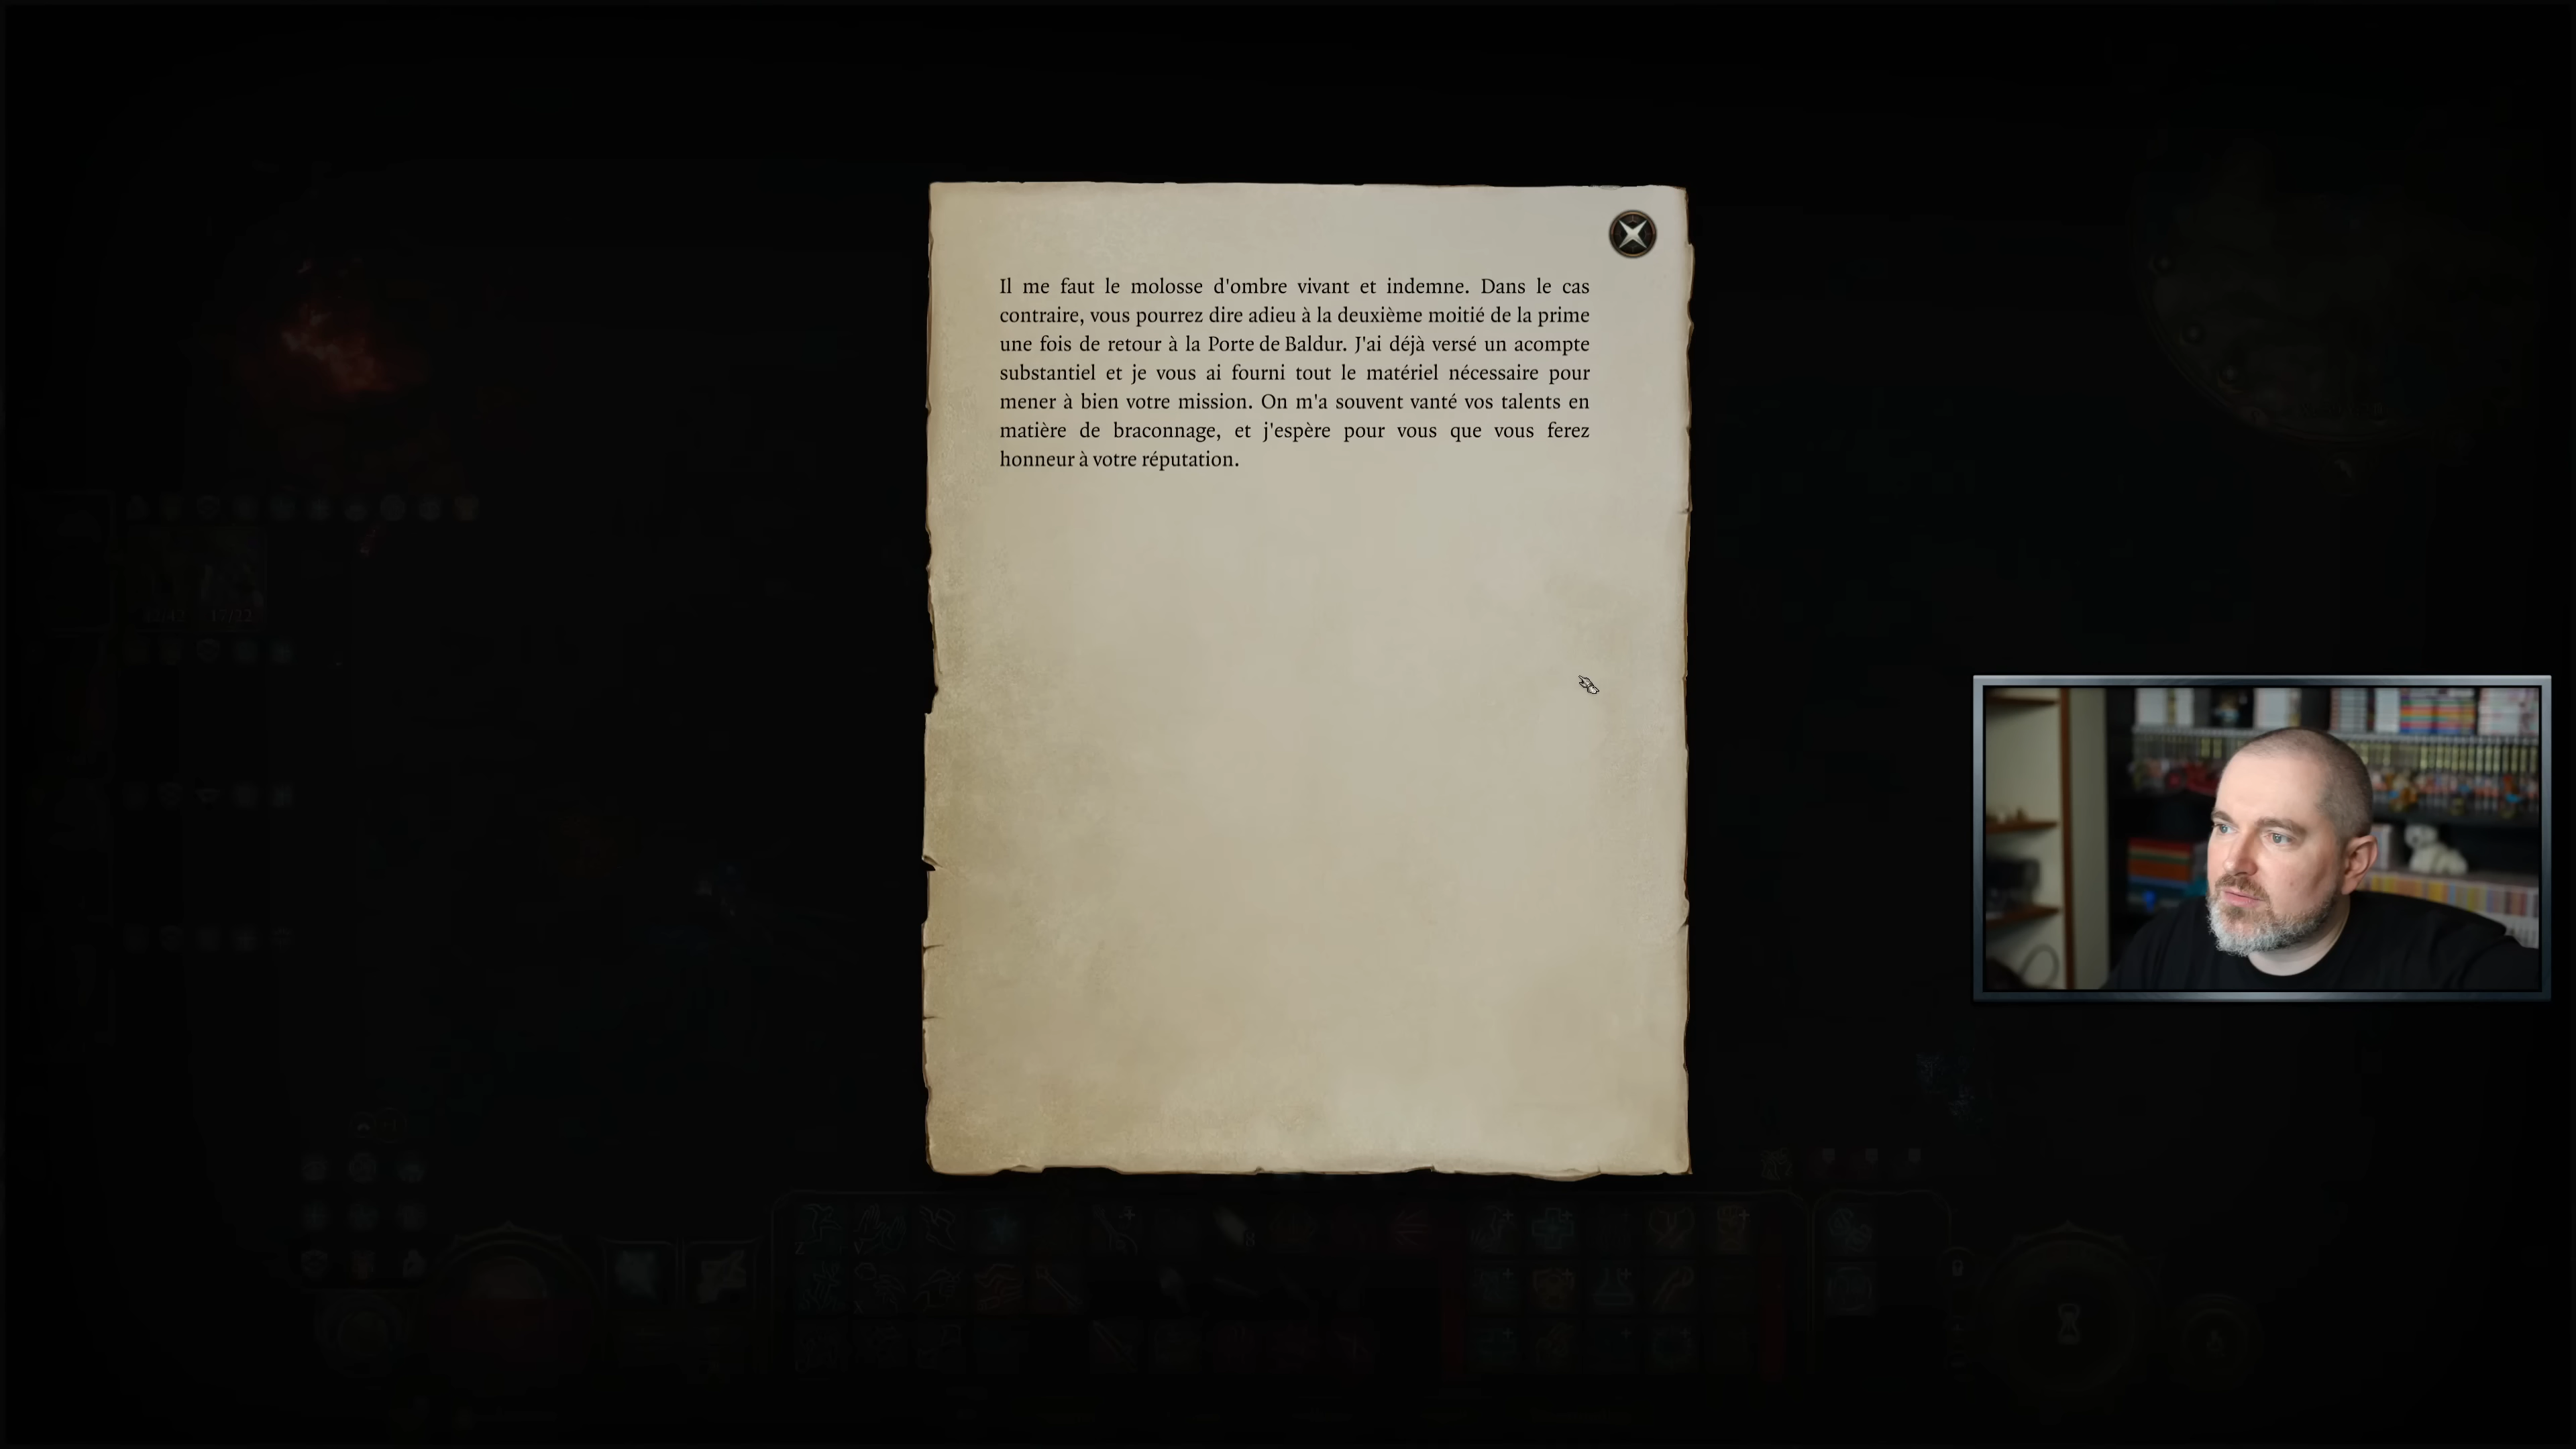 Il me faut le molosse d'ombre vivant et indemne. Dans le cas
contraire, vous pourrez dire adieu à la deuxième moitié de la prime
une fois de retour à la Porte de Baldur. J'ai déjà versé un acompte
substantiel et je vous ai fourni tout le matériel nécessaire pour
mener à bien votre mission. On m'a souvent vanté vos talents en
matière de braconnage, et j'espère pour vous que vous ferez
honneur à votre réputation.